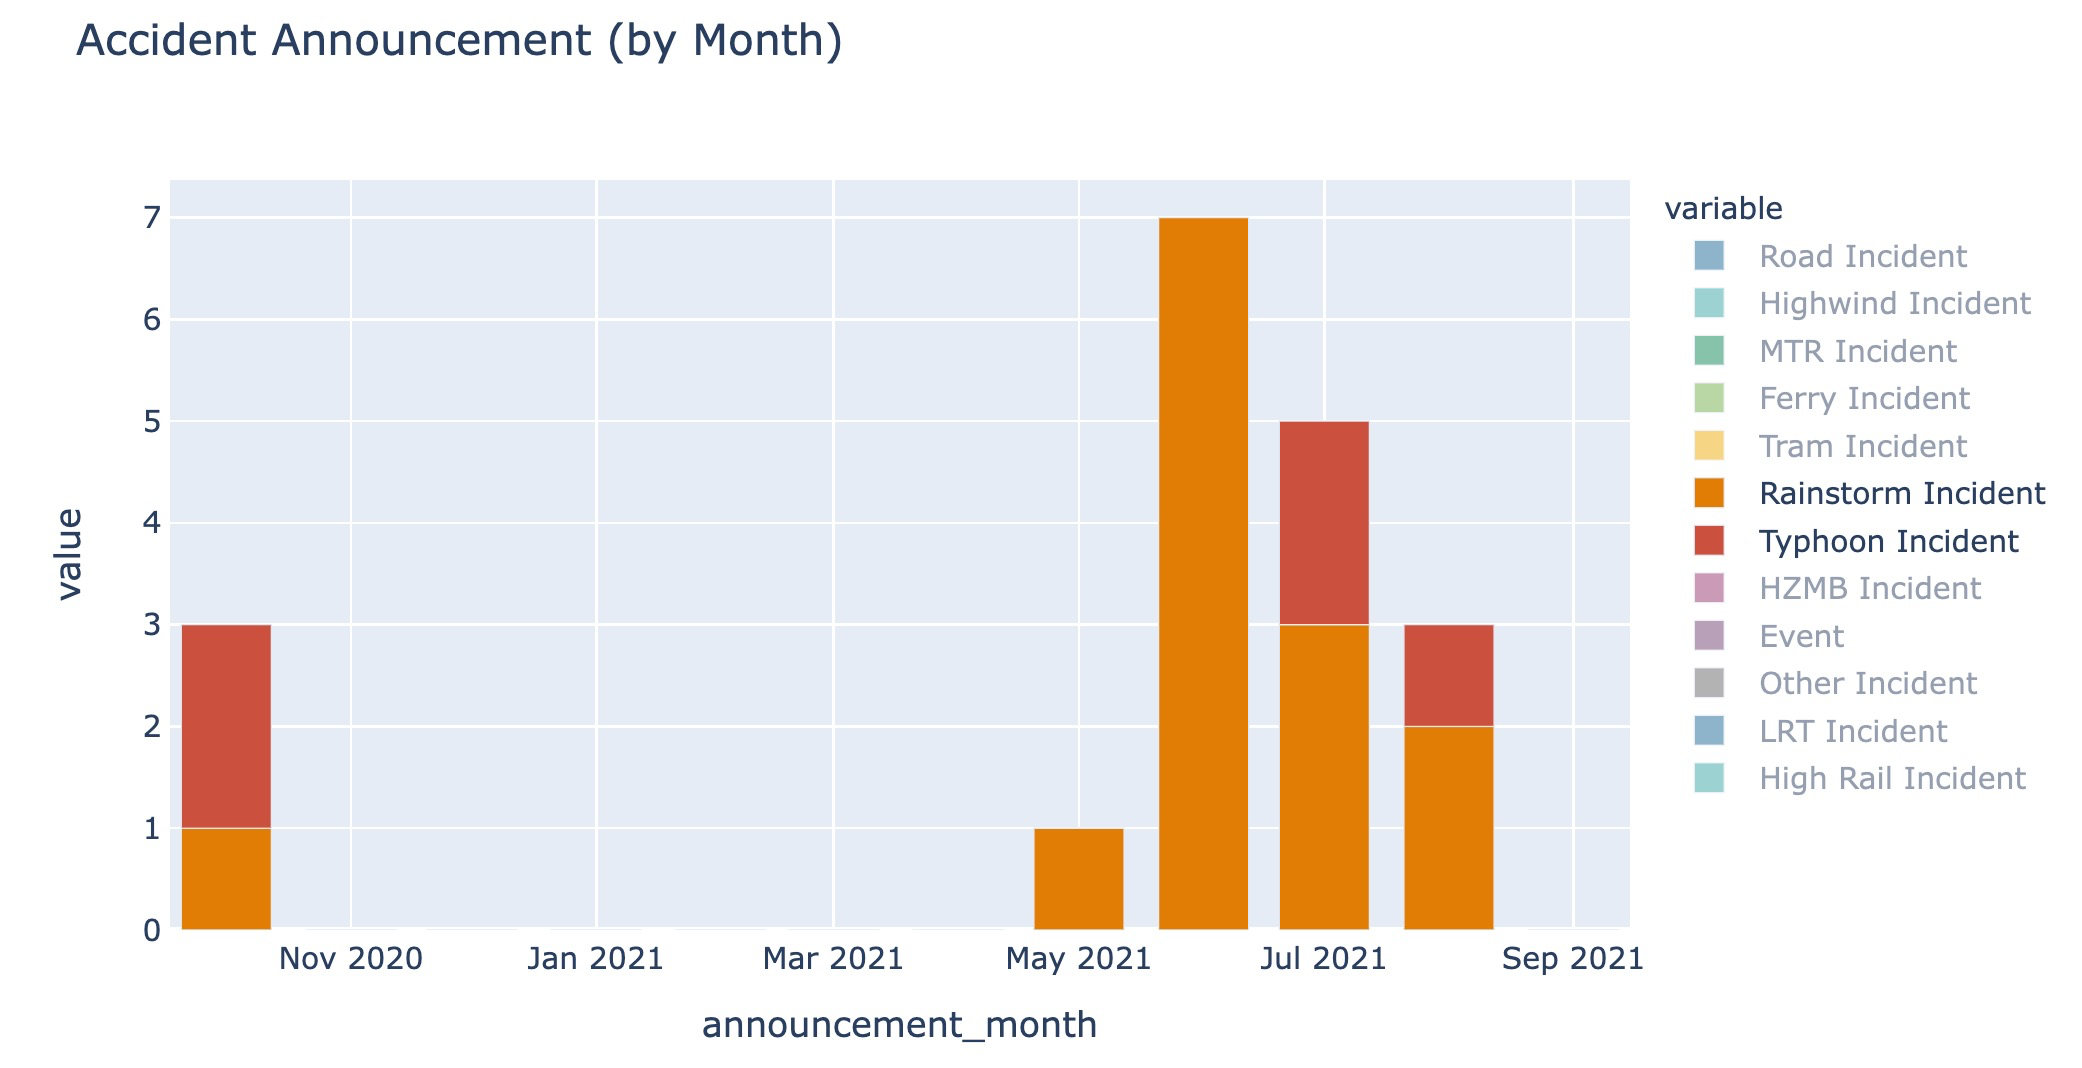 Accident Announcement (by Month)
7
6
5
4
3
2
1
0
value
Nov 2020
Jan 2021
Mar 2021
May 2021
Jul 2021
Sep 2021
announcement_month
variable
Road Incident
Highwind Incident
MTR Incident
Ferry Incident
Tram Incident
Rainstorm Incident
Typhoon Incident
HZMB Incident
Event
Other Incident
LRT Incident
High Rail Incident